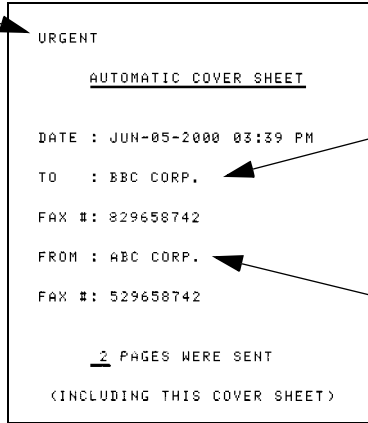 URGENT
AUTOMATIC COVER SHEET
DATE : JUN-05-2000 03:39 PM
TO : BBC CORP.
FAX #: 829658742
FROM : ABC CORP.
FAX #: 529658742
2 PAGES WERE SENT
(INCLUDING THIS COVER SHEET)